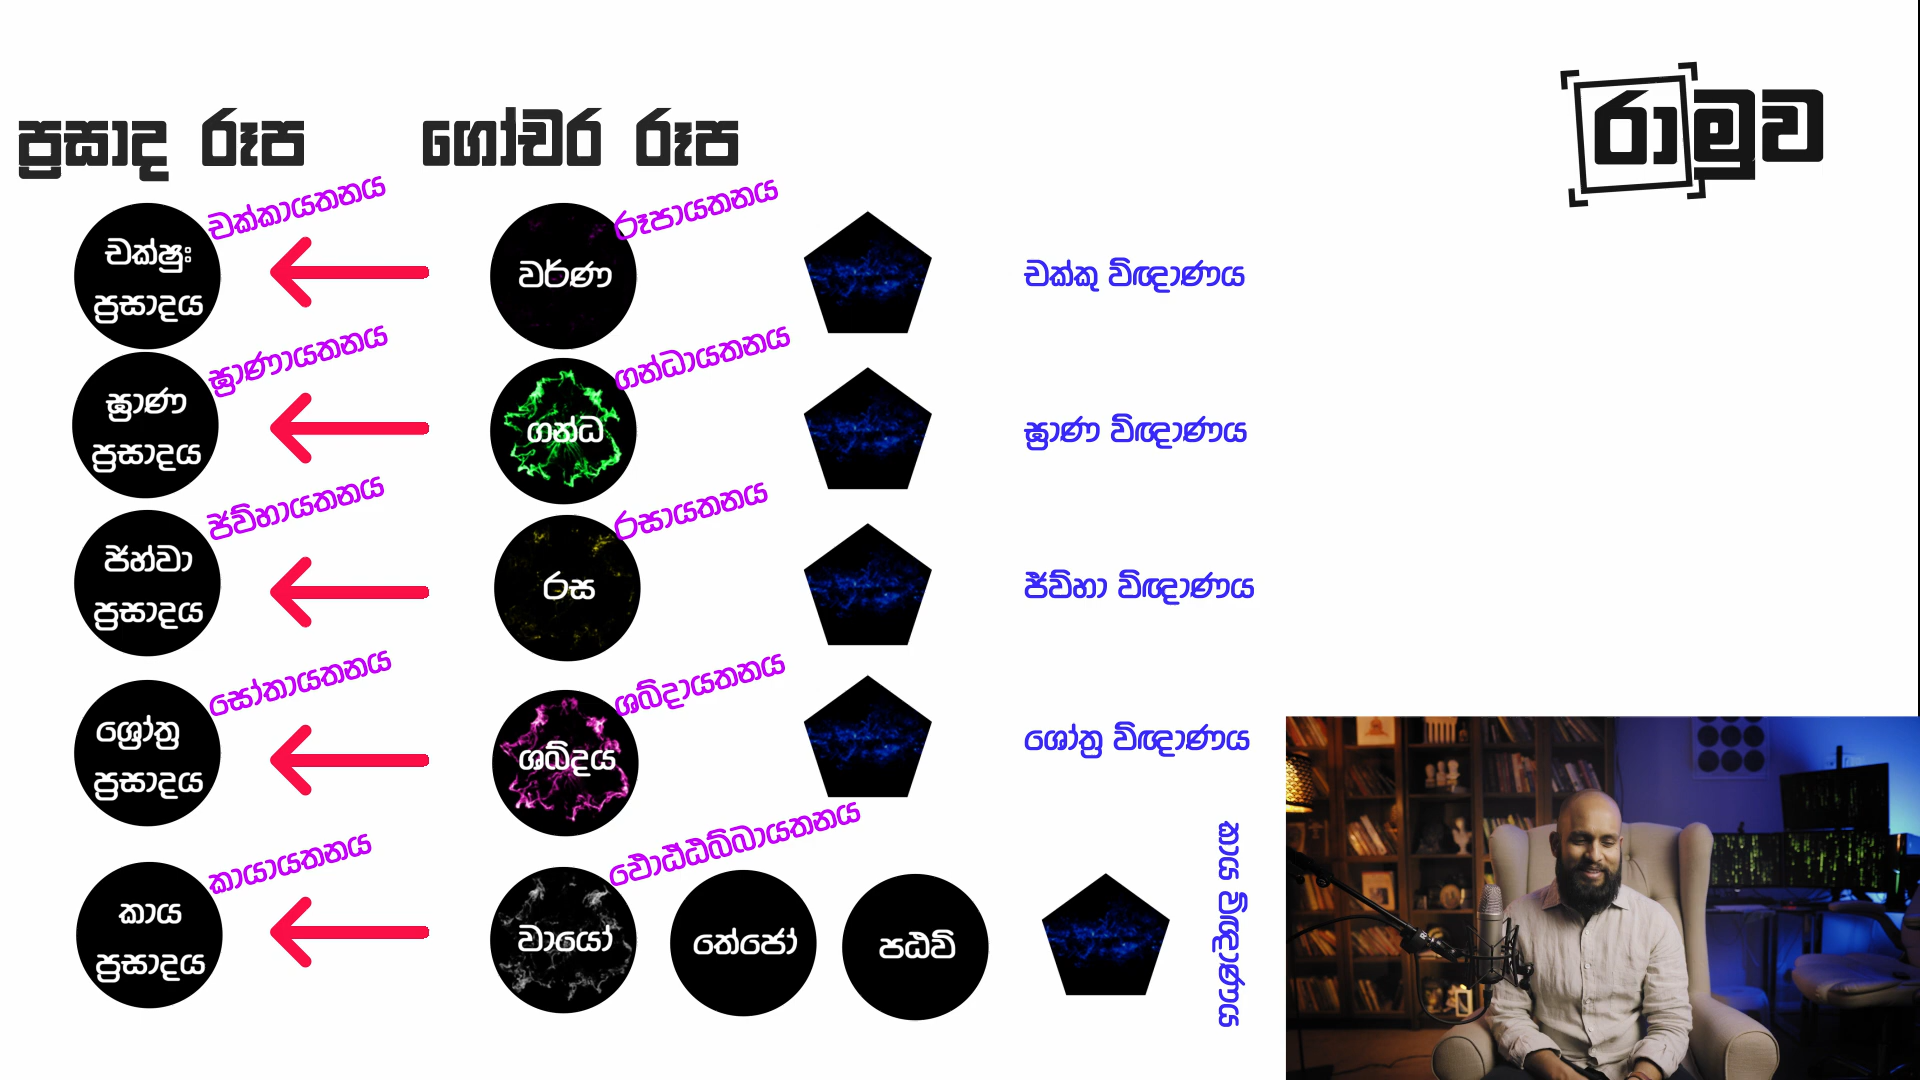 ප්‍රසාද රූප
ගෝචර රූප
රාමුව
චක්ෂුඃ
ප්‍රසාදය
චක්කායතනය
වර්ණ
රූපායතනය
චක්කු විඥාණය
ඝ්‍රාණ
ප්‍රසාදය
ඝ්‍රාණායතනය
ගන්ධ
ගන්ධායතනය
ඝ්‍රාණ විඥාණය
ජිහ්වා
ප්‍රසාදය
ජිව්හායතනය
රස
රසායතනය
ජිව්හා විඥාණය
ශ්‍රෝත්‍ර
ප්‍රසාදය
සෝතායතනය
ශබ්දය
ශබ්දායතනය
ශෝත්‍ර විඥාණය
කාය
ප්‍රසාදය
කායායතනය
වායෝ
ඵොඨ්ඨබ්බායතනය
තේජෝ
පඨවි
කාය විඥාණය